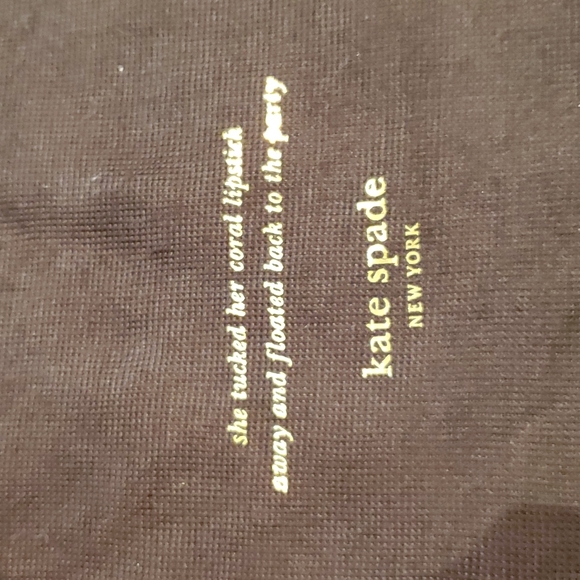 she tucked her coral lipstick
away and floated back to the party
kate spade
NEW YORK